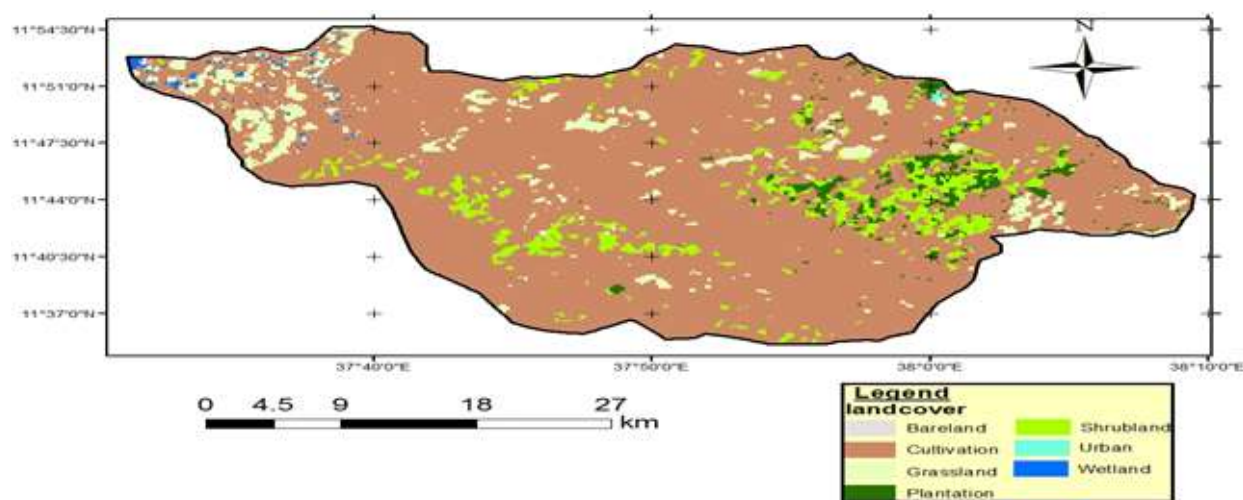 N
11°54'30"N
11°51'0"N
11°47'30"N
11°44'0"N
11°40'30"N
11°37'0"N
37°40'0"E 37°50'0"E 38°0'0"E 38°10'0"E
0 4.5 9 18 27
km
Legend
landcover
Bareland
Cultivation
Grassland
Plantation
Shrubland
Urban
Wetland